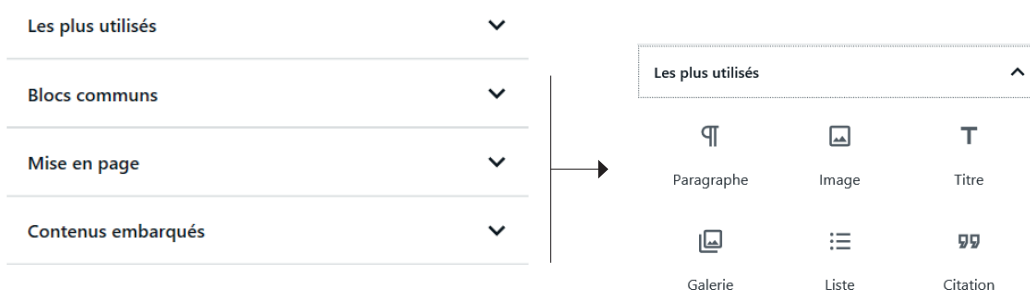 Les plus utilisés
Blocs communs
Mise en page
Contenus embarqués
Les plus utilisés
Paragraphe Image Titre
Galerie Liste Citation